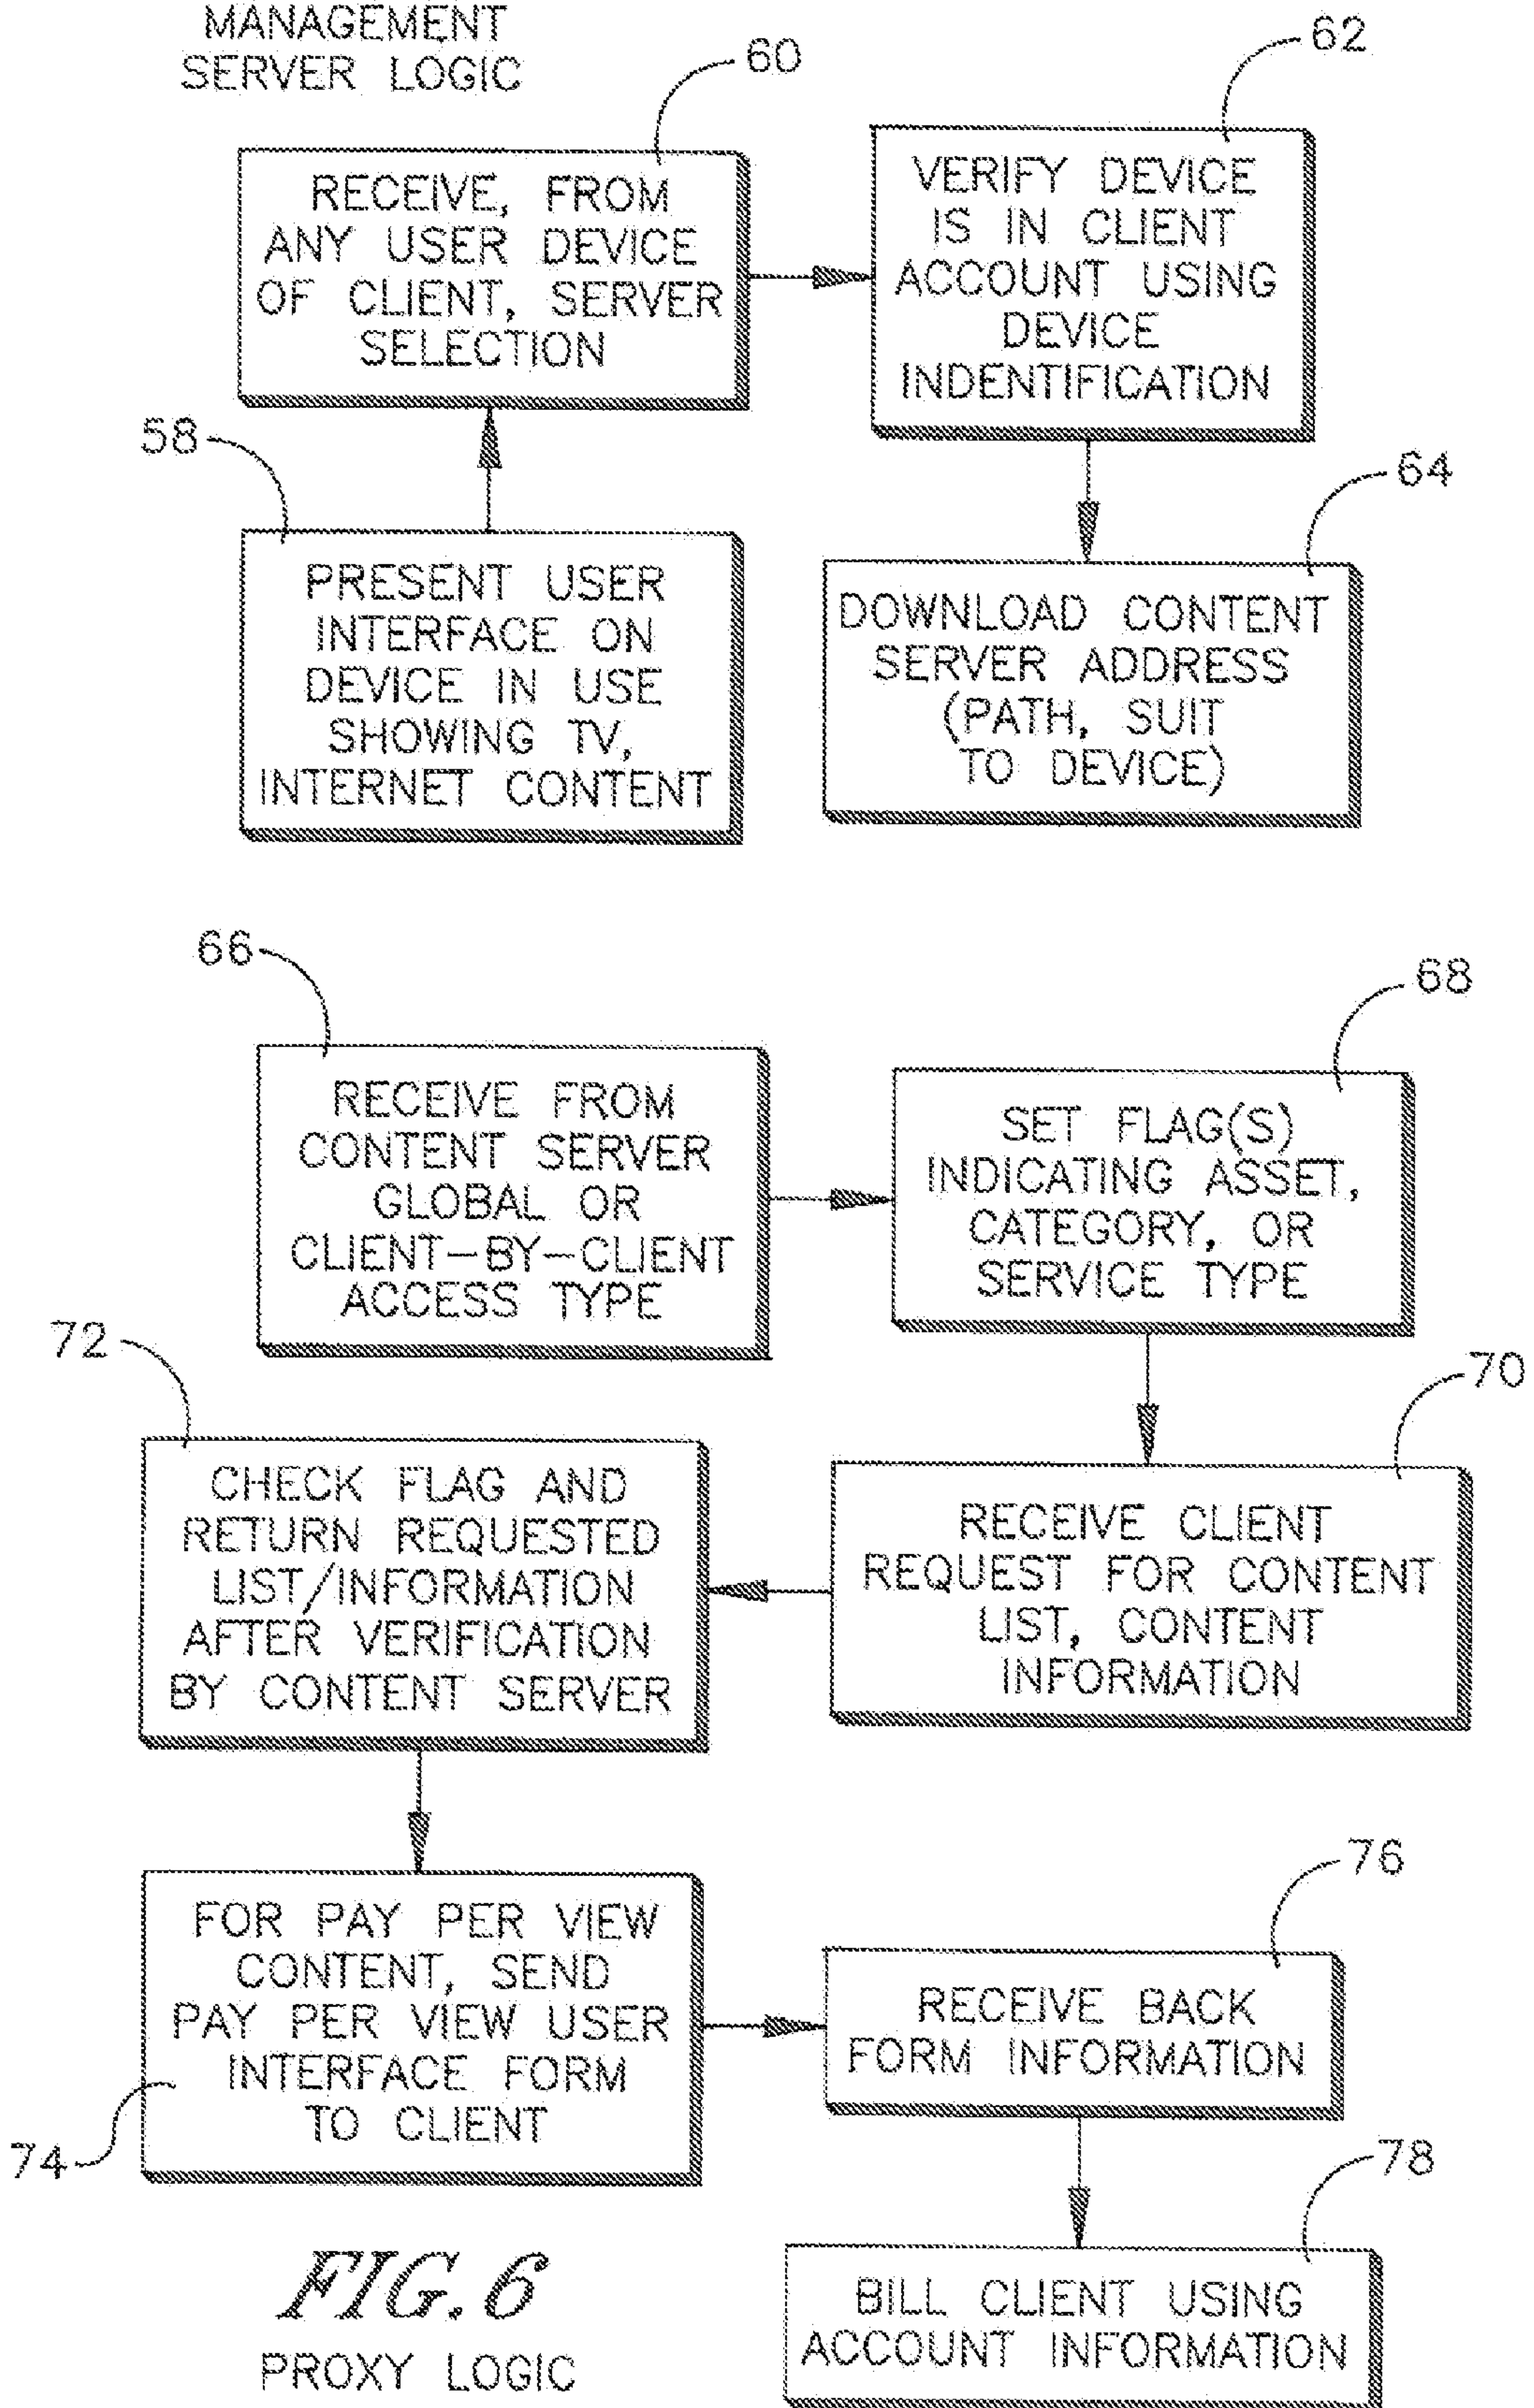 MANAGEMENT
SERVER LOGIC
60
RECEIVE, FROM
ANY USER DEVICE
OF CLIENT, SERVER
SELECTION
62
VERIFY DEVICE
IS IN CLIENT
ACCOUNT USING
DEVICE
INDENTIFICATION
58
PRESENT USER
INTERFACE ON
DEVICE IN USE
SHOWING TV,
INTERNET CONTENT
64
DOWNLOAD CONTENT
SERVER ADDRESS
(PATH, SUIT
TO DEVICE)
66
RECEIVE FROM
CONTENT SERVER
GLOBAL OR
CLIENT-BY-CLIENT
ACCESS TYPE
68
SET FLAG(S)
INDICATING ASSET,
CATEGORY, OR
SERVICE TYPE
72
CHECK FLAG AND
RETURN REQUESTED
LIST/INFORMATION
AFTER VERIFICATION
BY CONTENT SERVER
70
RECEIVE CLIENT
REQUEST FOR CONTENT
LIST, CONTENT
INFORMATION
74
FOR PAY PER VIEW
CONTENT, SEND
PAY PER VIEW USER
INTERFACE FORM
TO CLIENT
76
RECEIVE BACK
FORM INFORMATION
78
BILL CLIENT USING
ACCOUNT INFORMATION
FIG. 6
PROXY LOGIC